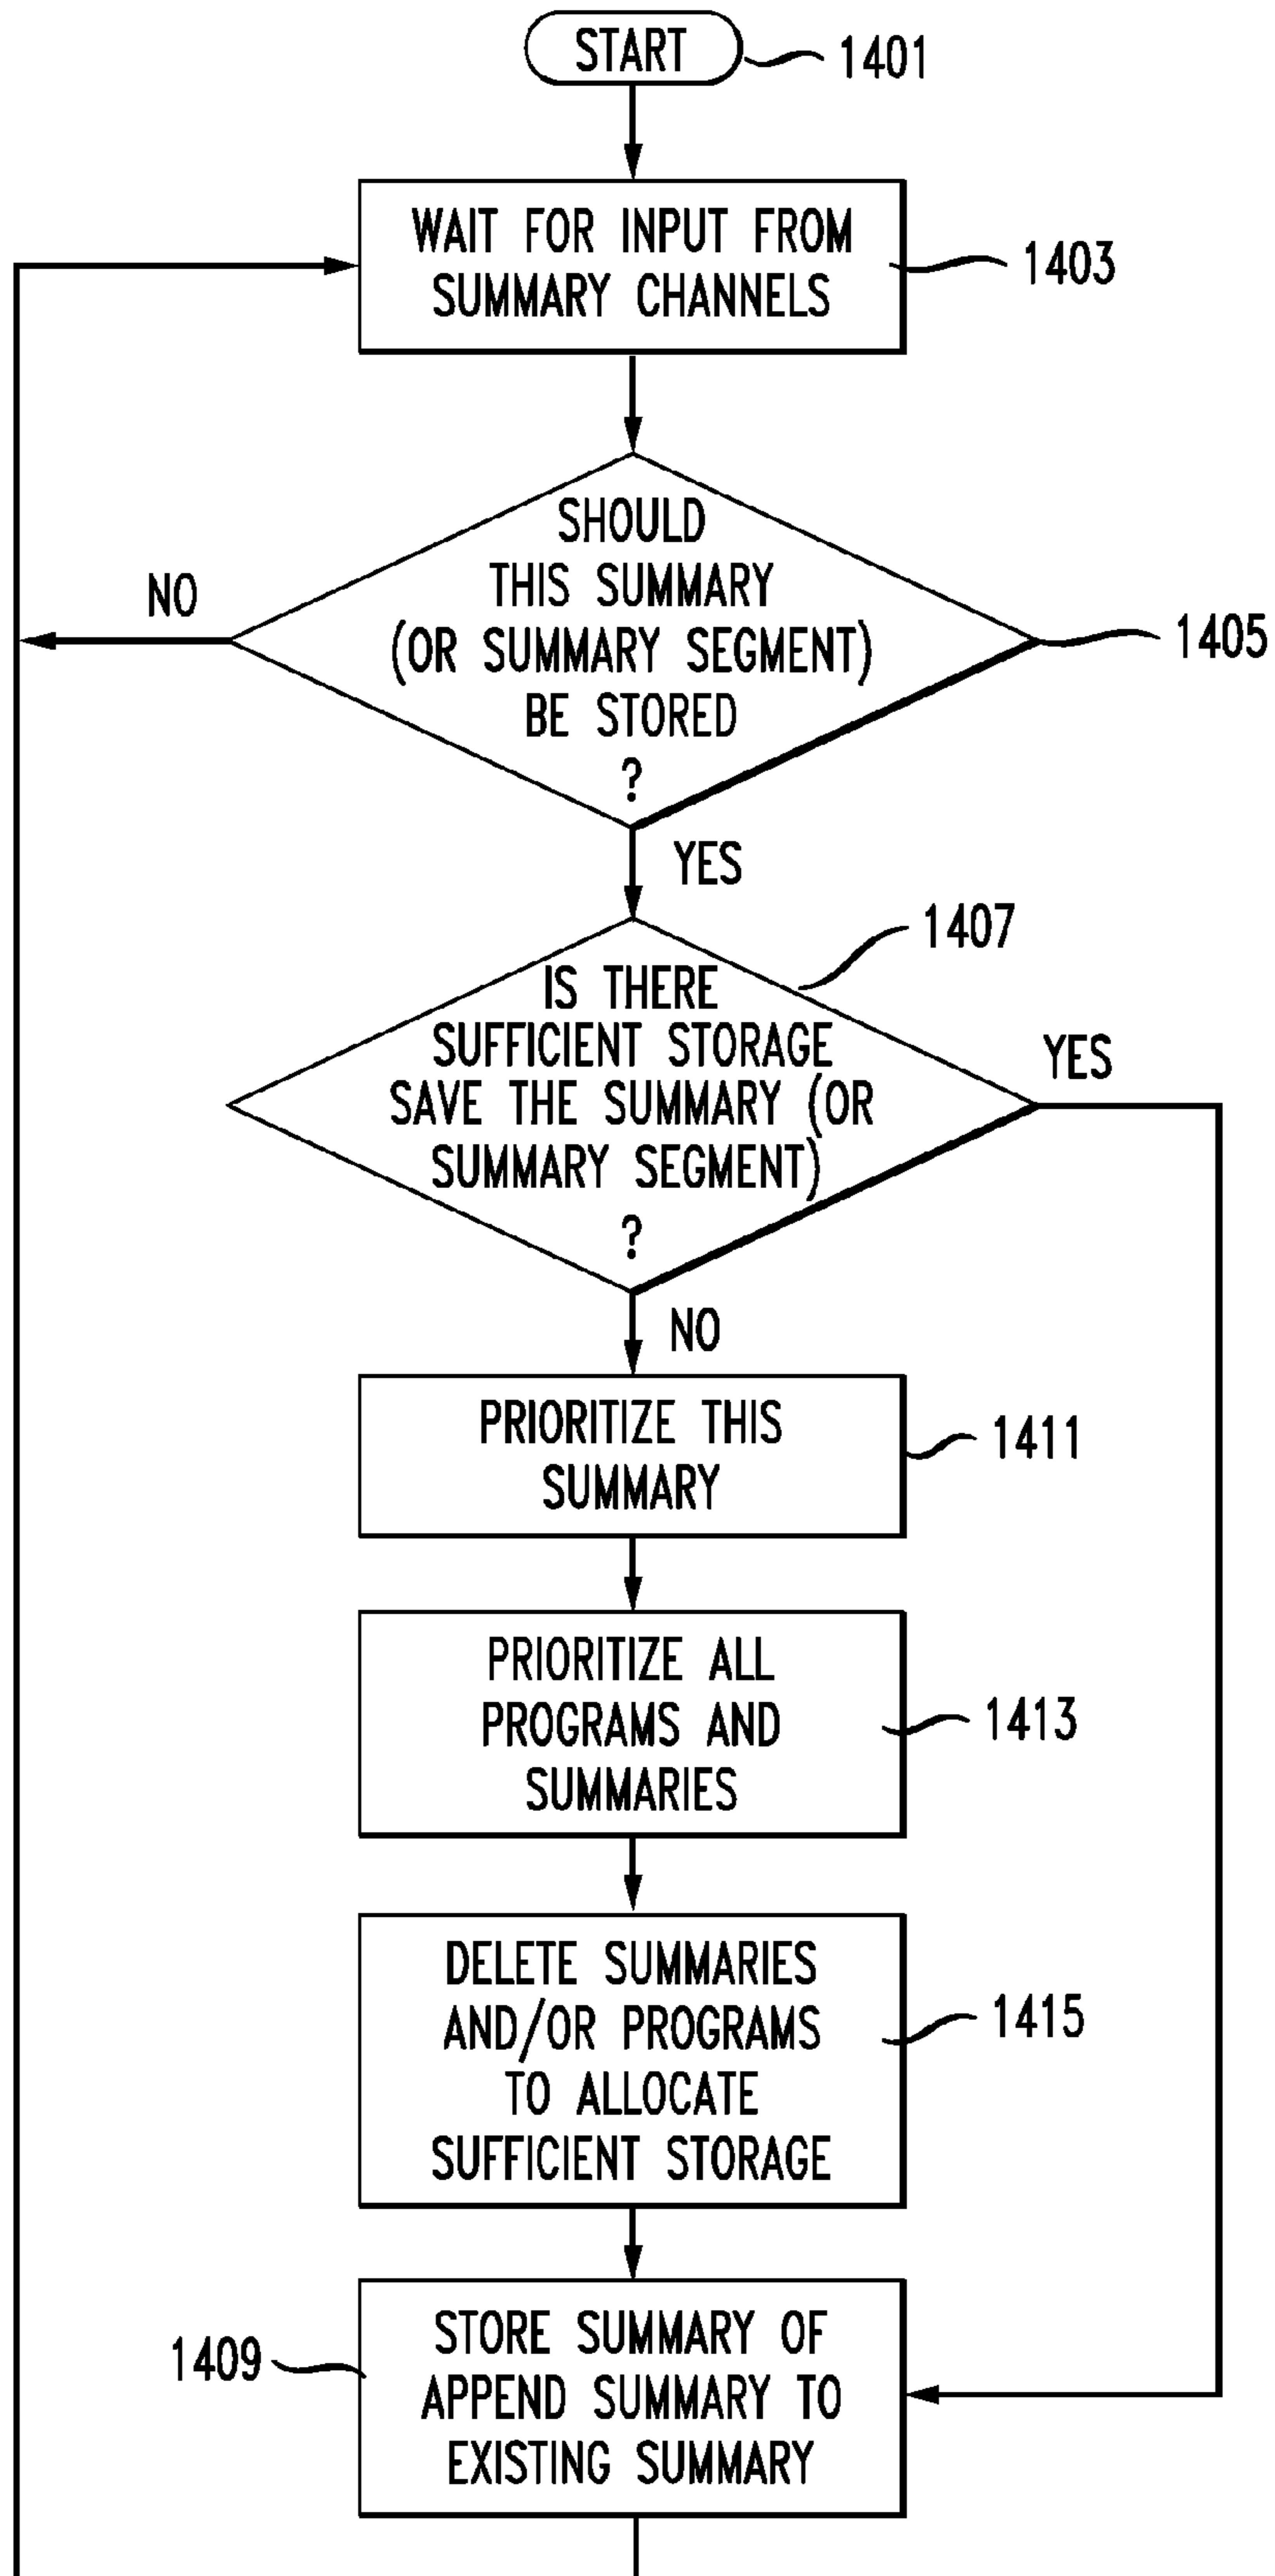 START
1401
WAIT FOR INPUT FROM
SUMMARY CHANNELS
1403
SHOULD
THIS SUMMARY
(OR SUMMARY SEGMENT)
BE STORED
?
NO
1405
YES
1407
IS THERE
SUFFICIENT STORAGE
SAVE THE SUMMARY (OR
SUMMARY SEGMENT)
?
YES
NO
PRIORITIZE THIS
SUMMARY
1411
PRIORITIZE ALL
PROGRAMS AND
SUMMARIES
1413
DELETE SUMMARIES
AND/OR PROGRAMS
TO ALLOCATE
SUFFICIENT STORAGE
1415
1409
STORE SUMMARY OF
APPEND SUMMARY TO
EXISTING SUMMARY